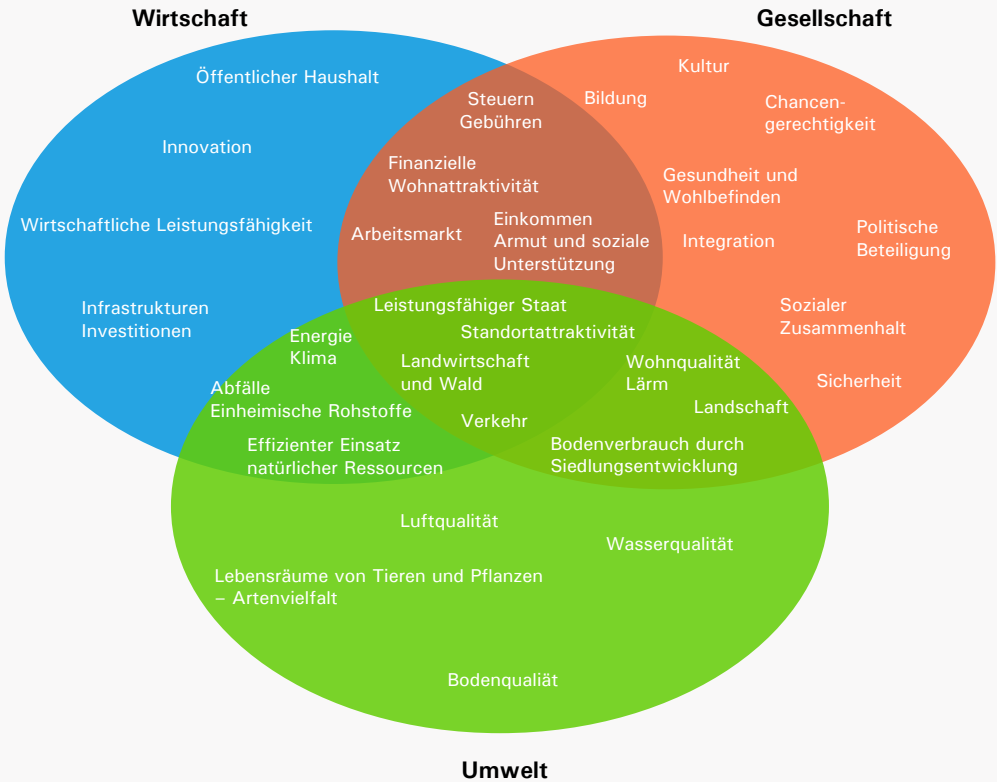 Wirtschaft
Gesellschaft
Öffentlicher Haushalt
Innovation
Wirtschaftliche Leistungsfähigkeit
Infrastrukturen
Investitionen
Steuern
Gebühren
Finanzielle
Wohnattraktivität
Arbeitsmarkt
Einkommen
Armut und soziale
Unterstützung
Bildung
Kultur
Chancen-
gerechtigkeit
Gesundheit und
Wohlbefinden
Integration
Politische
Beteiligung
Sozialer
Zusammenhalt
Sicherheit
Leistungsfähiger Staat
Standortattraktivität
Landwirtschaft
und Wald
Verkehr
Energie
Klima
Abfälle
Einheimische Rohstoffe
Effizienter Einsatz
natürlicher Ressourcen
Wohnqualität
Lärm
Landschaft
Bodenverbrauch durch
Siedlungsentwicklung
Luftqualität
Wasserqualität
Lebensräume von Tieren und Pflanzen
– Artenvielfalt
Bodenqualiät
Umwelt